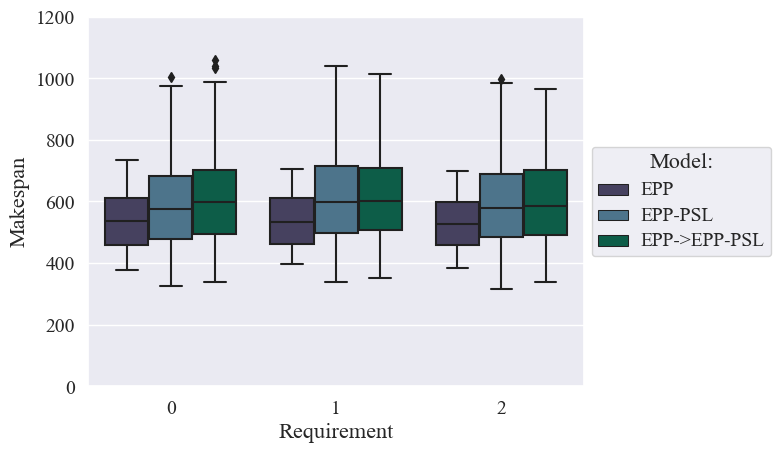 1200
1000
800
600
400
200
0
Makespan
0 1 2
Requirement
Model:
EPP
EPP-PSL
EPP->EPP-PSL